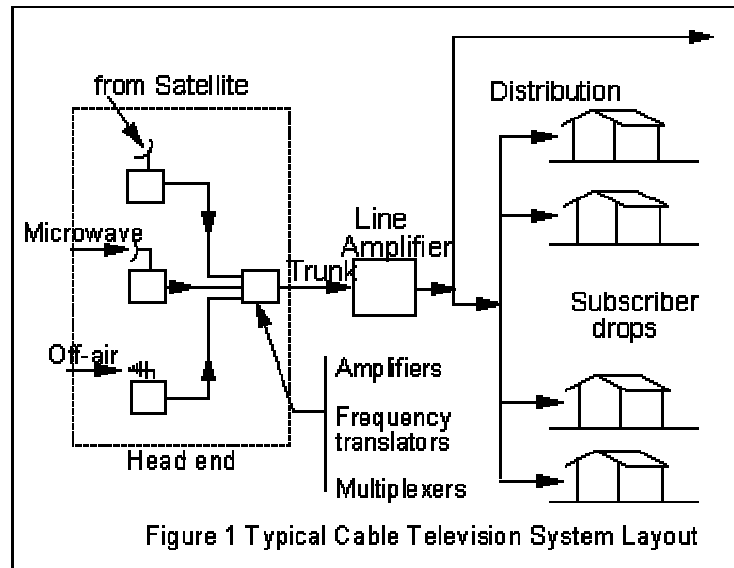 from Satellite
Distribution
Microwave
Line
Amplifier
Trunk
Subscriber
drops
Off-air
Amplifiers
Frequency
translators
Head end
Multiplexers
Figure 1 Typical Cable Television System Layout